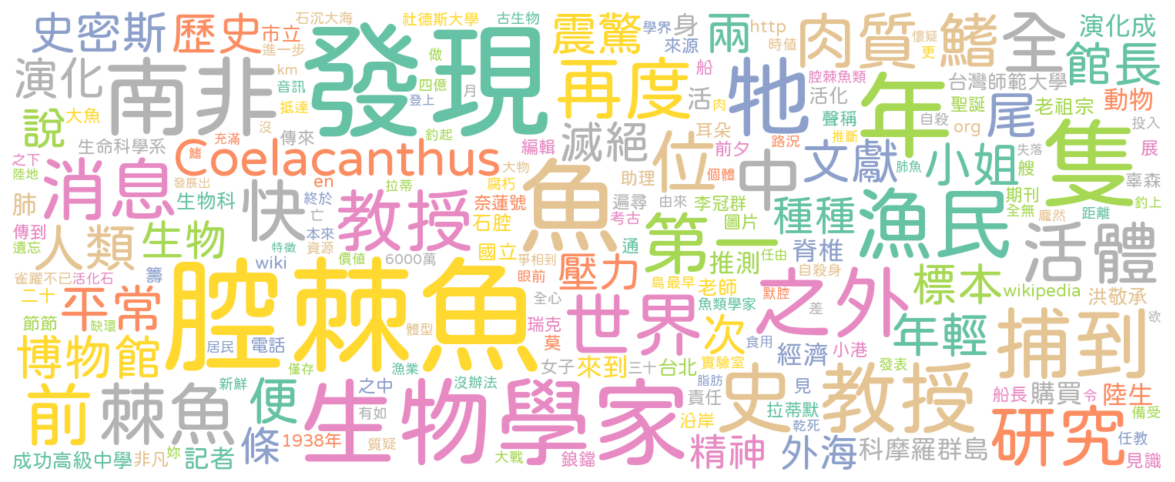 史密斯 歷史 市立 石沉大海 社德斯大學 古生物 震驚 學界 身 兩 http 肉質鰭 懷疑 更 全 演化成 館長
進一步 做 來源 時值
演化 南非 km 音訊 抵達 發現 四億 登上 月 釣起 再度 船 活 肉 牠 腔棘魚類 活化 聲稱 年 台灣師範大學 聖誕 自殺 org 尾 老祖宗 動物 投入
說 大魚 生命科學系 充滿 沒 傳來 編輯 滅絕 耳朵 前夕 路況 推斷 文獻 肺魚 小姐 失落 艘 展
之下 陸地 鰭 Coelacanthus 大物 位 個體 中 隻
消息 發展出 en 拉蒂 腐朽 魚 助理 遍尋 由來 李冠群 種種 漁民 期刊 全無 龐然 辜森 釣上 距離
肺 生物科 快 終於 亡 教授 奈蓮號 石腔 考古 圖片 第一 脊椎 活體
傳到 遺忘 人類 生物 本來 特徵 資源 國立 通 推測 任由 自殺身
雀躍不已 活化石 籌 wiki 價值 6000萬 爭相到 眼前 壓力 島最早 老師 之外 標本 wikipedia 洪敬承
二十 平常 腔棘魚 全心 世界 魚類學家 默腔 差 年輕 欲
節節 缺環 體型 瑞克 莫 次 食用 捕到
博物館 居民 電話 僅存 漁業 沒辦法 女子 來到 三十 實驗室 台北 經濟 小港 發表
前 棘魚 新鮮 便 之中 生物學家 脂肪 責任 史 見 教授 船長 購買 令 陸生
有如 沿岸 拉蒂默 乾死 研究 備受
成功高級中學 非凡 妳 記者 條 1938年 質疑 大戰 鋃鐺 精神 外海 科摩羅群島 任教 見識